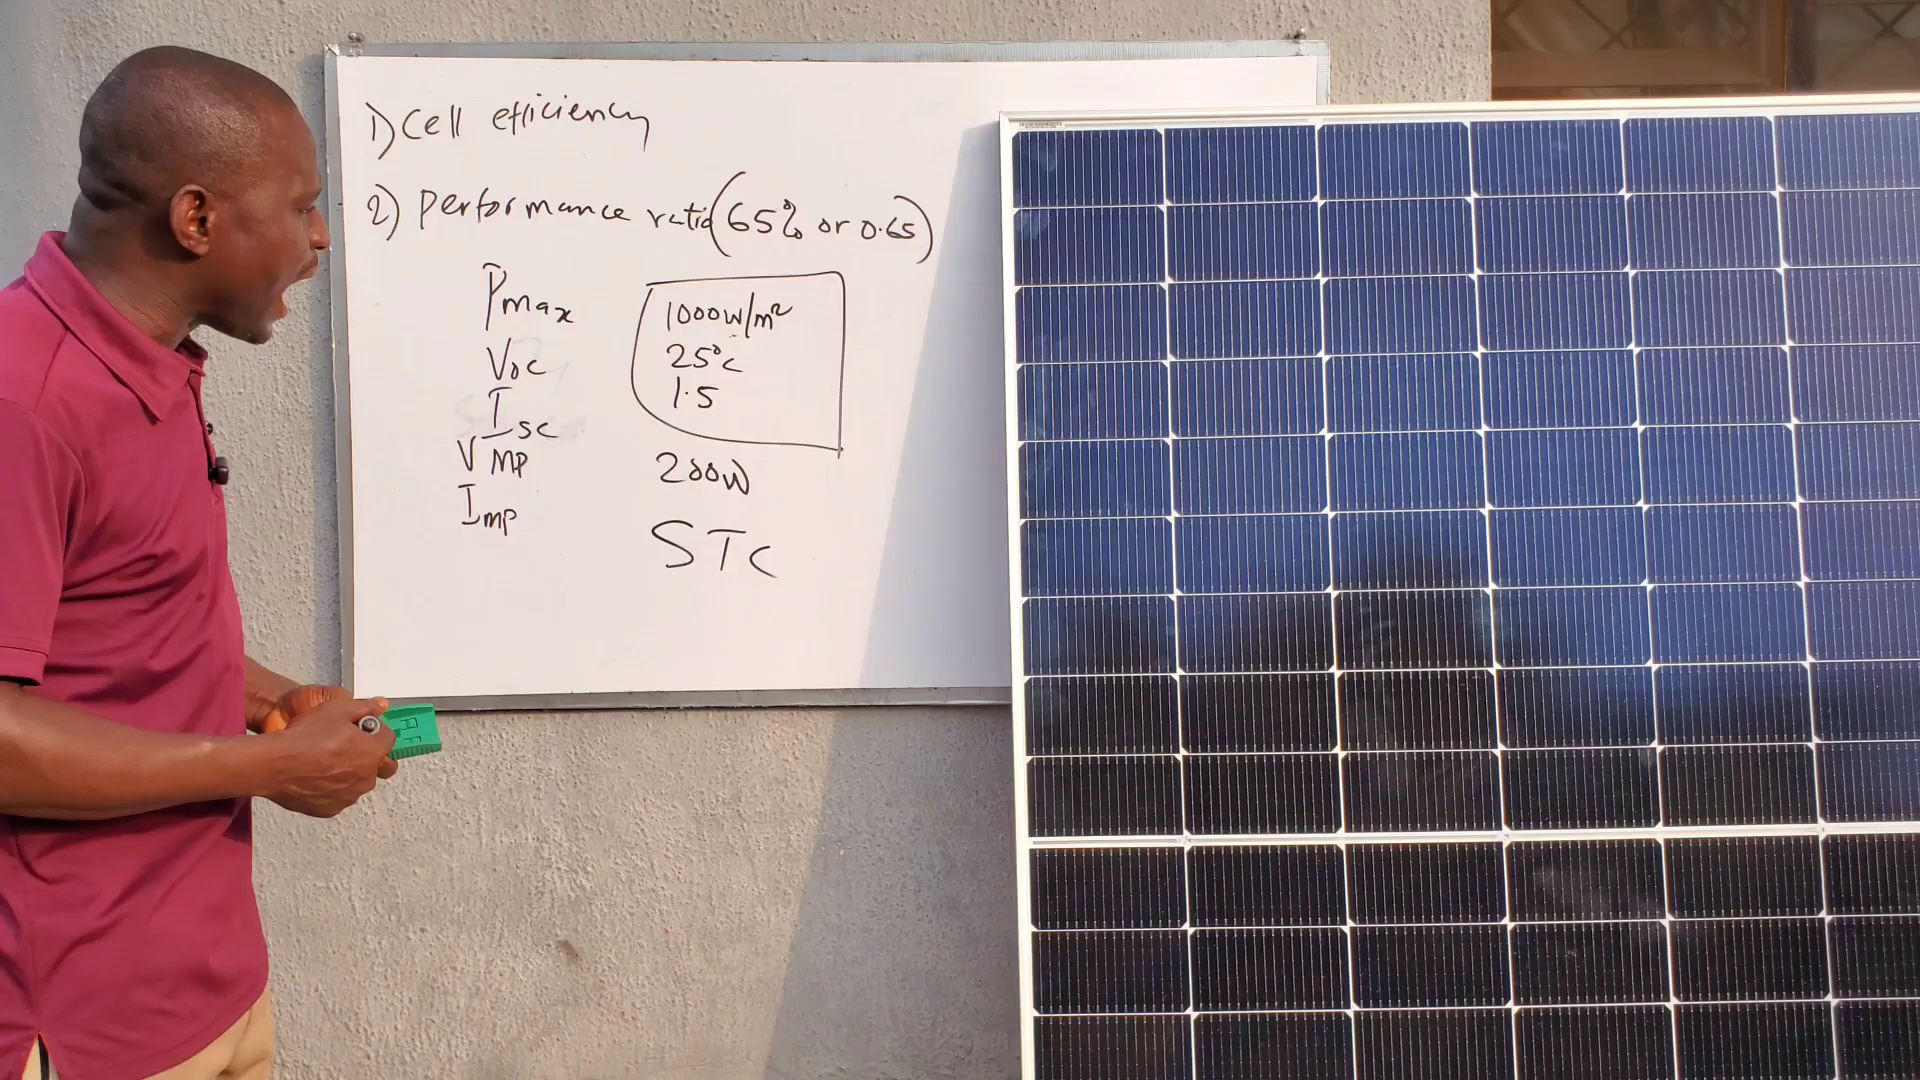 1) Cell efficiency
2) Performance ratio (65% or 0.65)
Pmax
Voc
Isc
VMP
Imp
1000w/m²
25°c
1.5
200w
STC